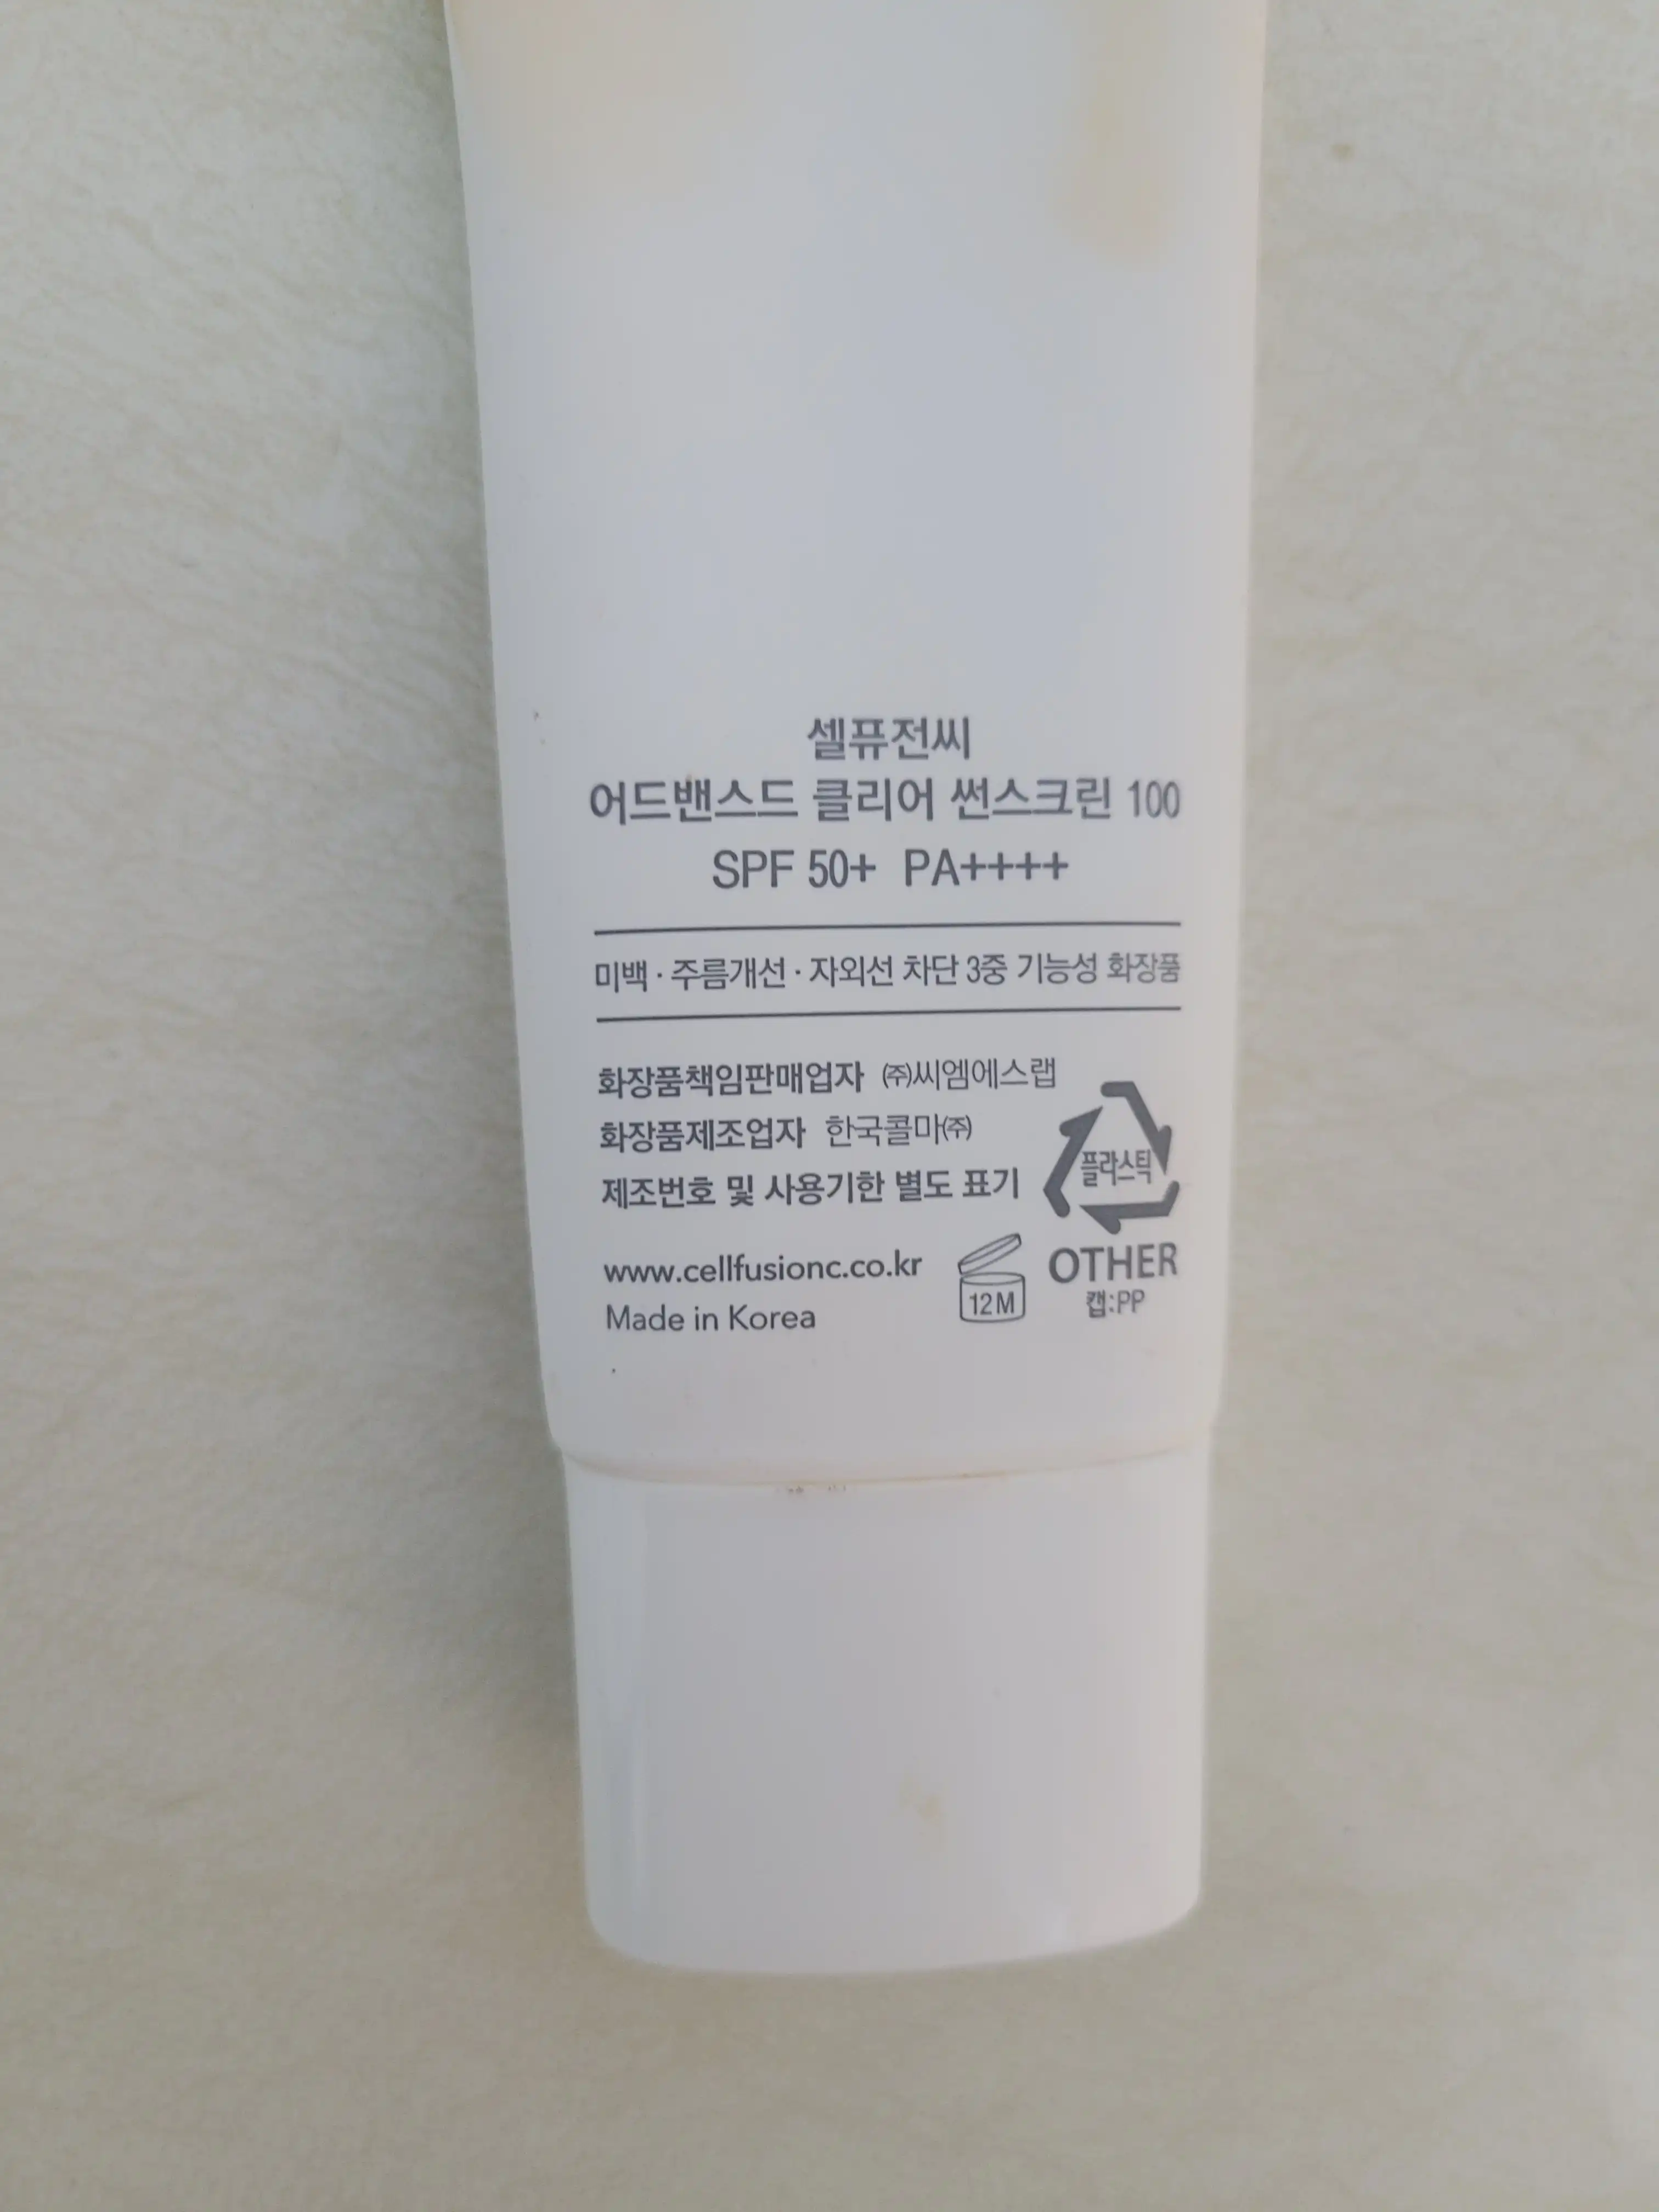 셀퓨전씨
어드밴스드 클리어 썬스크린 100
SPF 50+ PA++++
미백 · 주름개선 · 자외선 차단 3중 기능성 화장품
화장품책임판매업자 ㈜씨엠에스랩
화장품제조업자 한국콜마㈜
제조번호 및 사용기한 별도 표기
플라스틱
OTHER
캡:PP
www.cellfusionc.co.kr
12M
Made in Korea